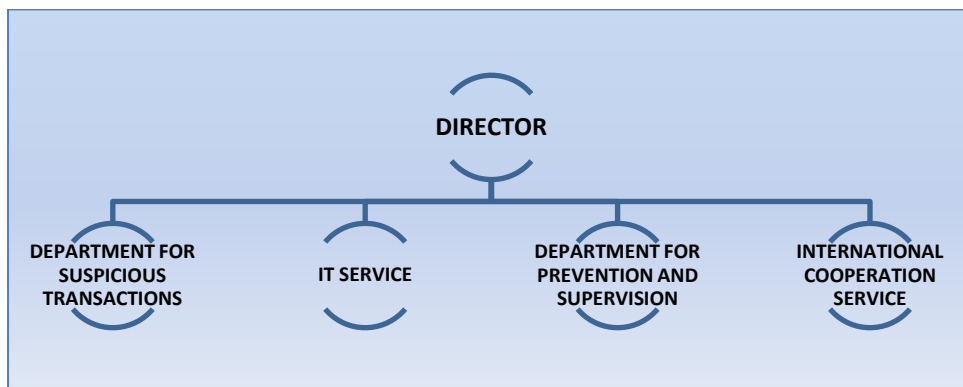 DIRECTOR
DEPARTMENT FOR
SUSPICIOUS
TRANSACTIONS
IT SERVICE
DEPARTMENT FOR
PREVENTION AND
SUPERVISION
INTERNATIONAL
COOPERATION
SERVICE